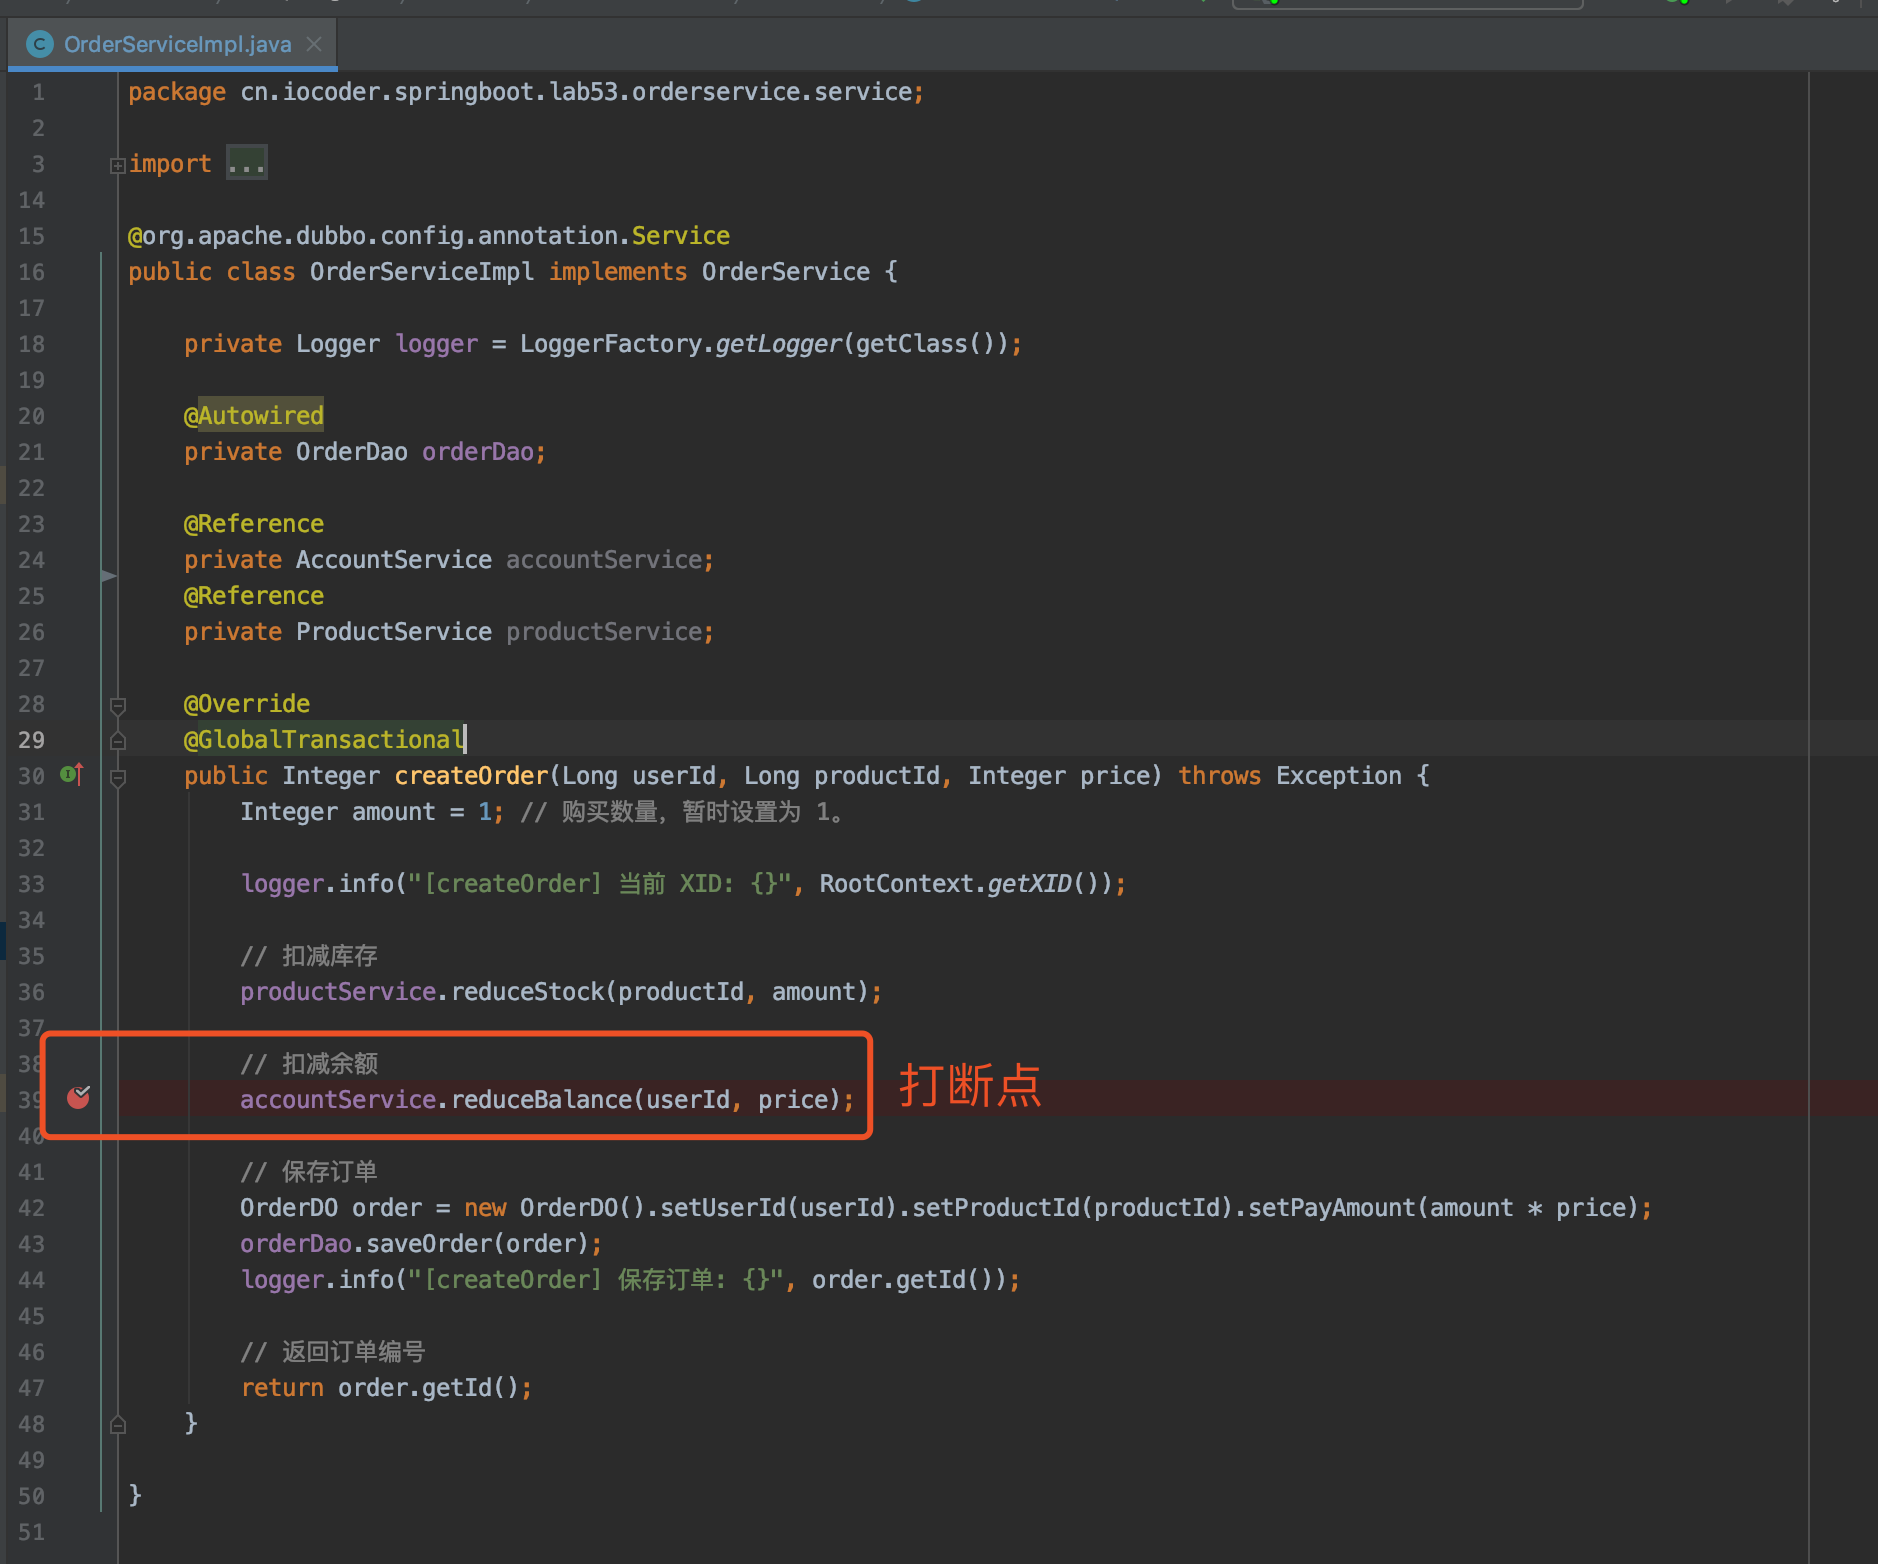 OrderServiceImpl.java
1 package cn.iocoder.springboot.lab53.orderservice.service;
2
3 import ...
14
15 @org.apache.dubbo.config.annotation.Service
16 public class OrderServiceImpl implements OrderService {
17
18 private Logger logger = LoggerFactory.getLogger(getClass());
19
20 @Autowired
21 private OrderDao orderDao;
22
23 @Reference
24 private AccountService accountService;
25 @Reference
26 private ProductService productService;
27
28 @Override
29 @GlobalTransactional
30 public Integer createOrder(Long userId, Long productId, Integer price) throws Exception {
31 Integer amount = 1; // 购买数量，暂时设置为 1。
32
33 logger.info("[createOrder] 当前 XID: {}", RootContext.getXID());
34
35 // 扣减库存
36 productService.reduceStock(productId, amount);
37
38 // 扣减余额
39 accountService.reduceBalance(userId, price); 打断点
40
41 // 保存订单
42 OrderDO order = new OrderDO().setUserId(userId).setProductId(productId).setPayAmount(amount * price);
43 orderDao.saveOrder(order);
44 logger.info("[createOrder] 保存订单: {}", order.getId());
45
46 // 返回订单编号
47 return order.getId();
48 }
49
50 }
51